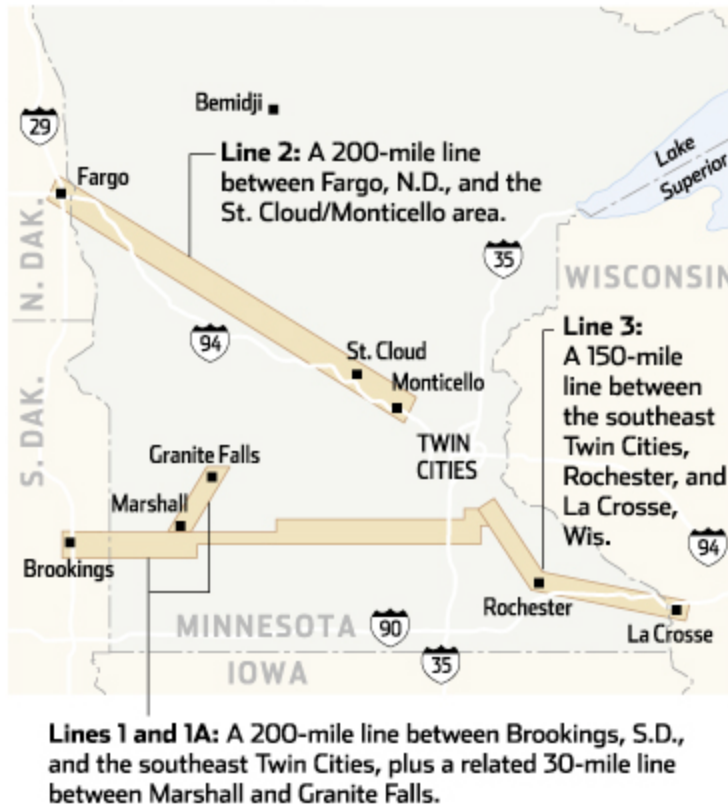 Bemidji
29
Line 2: A 200-mile line
between Fargo, N.D., and the
St. Cloud/Monticello area.
Lake
Superior
Fargo
N. DAK.
35
WISCONSIN
94
St. Cloud
Monticello
Line 3:
A 150-mile
line between
the southeast
Twin Cities,
Rochester, and
La Crosse,
Wis.
S. DAK.
TWIN
CITIES
Granite Falls
Marshall
94
Brookings
Rochester
La Crosse
MINNESOTA
90
IOWA
35
Lines 1 and 1A: A 200-mile line between Brookings, S.D.,
and the southeast Twin Cities, plus a related 30-mile line
between Marshall and Granite Falls.